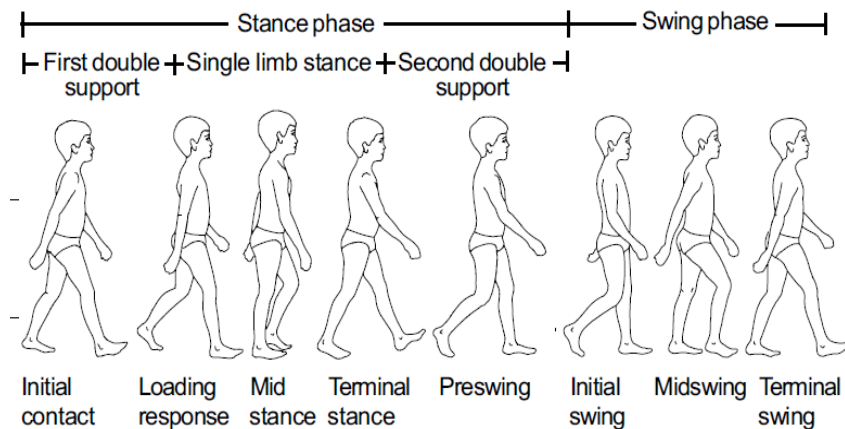 Stance phase
Swing phase
First double
support
Single limb stance
Second double
support
Initial
contact
Loading
response
Mid
stance
Terminal
stance
Preswing
Initial
swing
Midswing
Terminal
swing